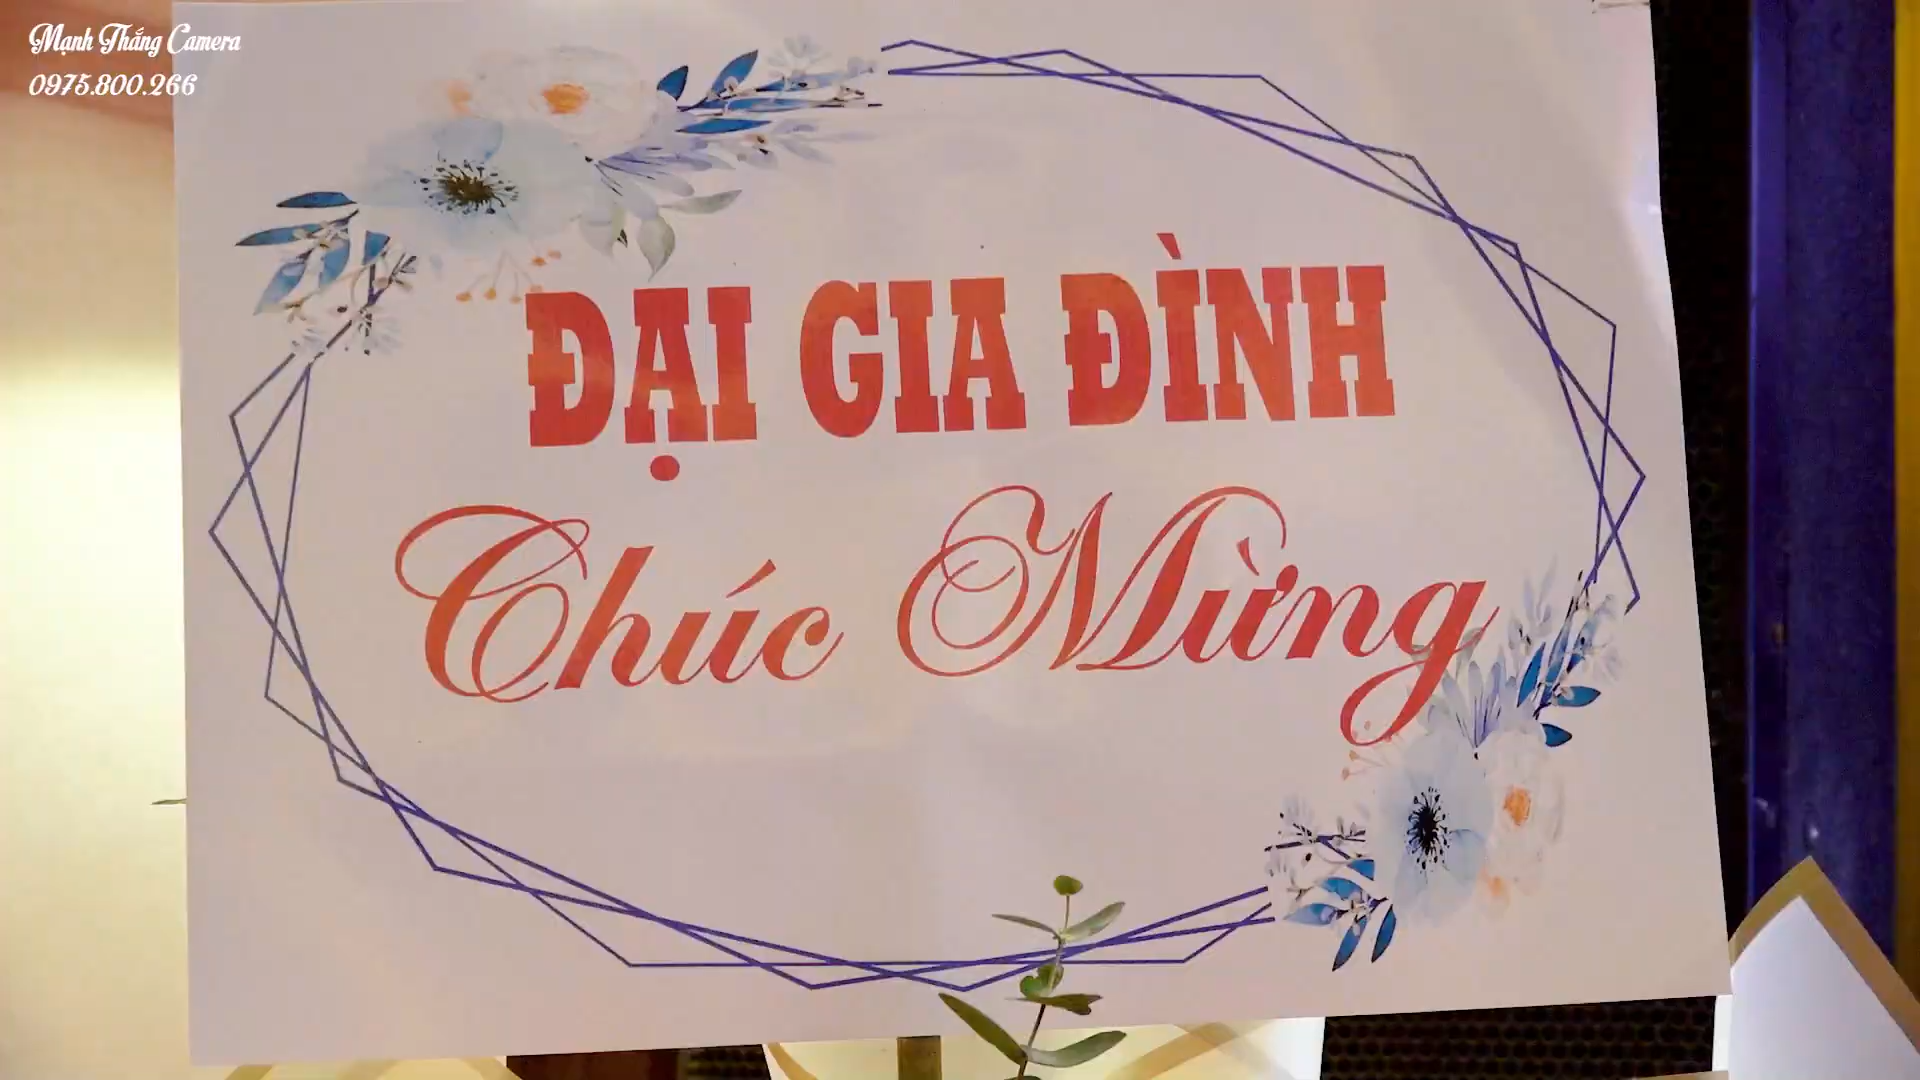 Mạnh Thắng Camera
0975.800.266
ĐẠI GIA ĐÌNH
Chúc Mừng